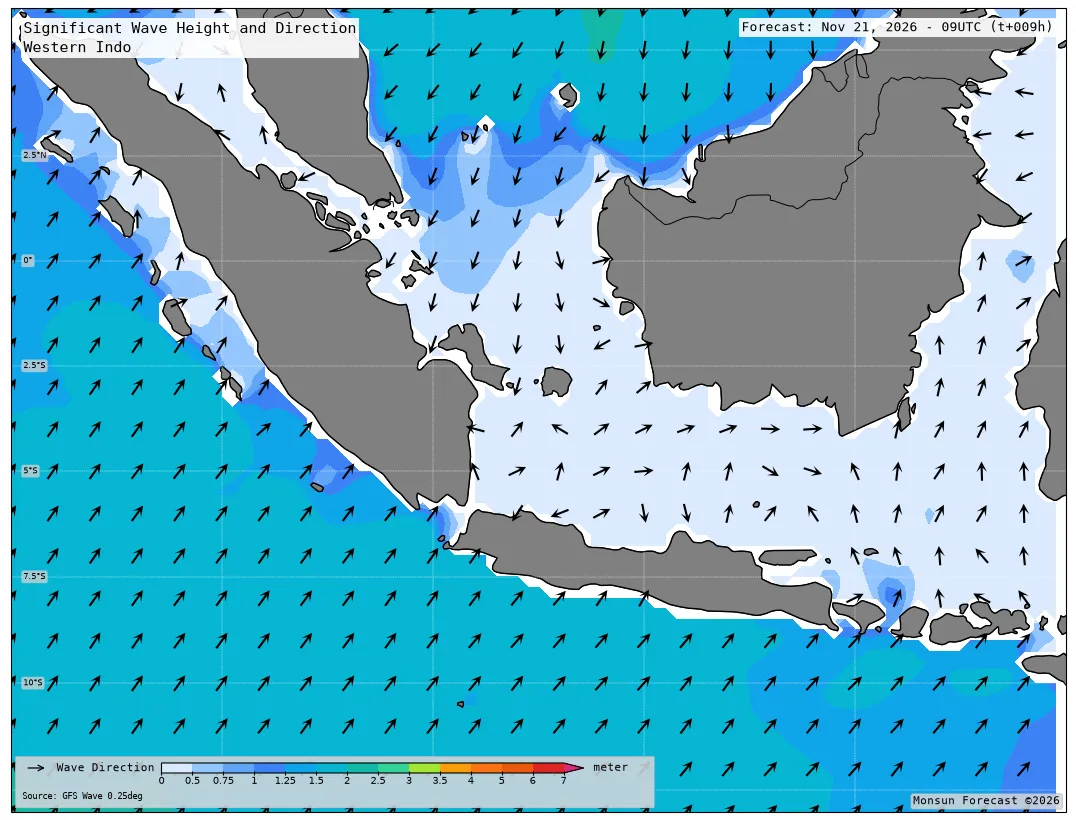 Significant Wave Height and Direction
Western Indo
Forecast: Nov 21, 2026 - 09UTC (t+009h)
2.5°N
0°
2.5°S
5°S
7.5°S
10°S
Wave Direction
meter
0 0.5 0.75 1 1.25 1.5 2 2.5 3 3.5 4 5 6 7
Source: GFS Wave 0.25deg
Monsun Forecast ©2026